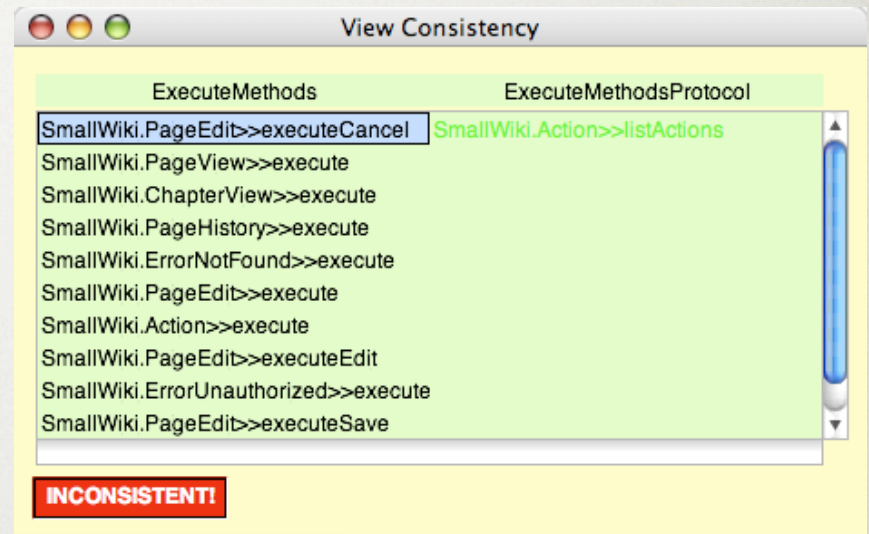 View Consistency
ExecuteMethods ExecuteMethodsProtocol
SmallWiki.PageEdit>>executeCancel SmallWiki.Action>>listActions
SmallWiki.PageView>>execute
SmallWiki.ChapterView>>execute
SmallWiki.PageHistory>>execute
SmallWiki.ErrorNotFound>>execute
SmallWiki.PageEdit>>execute
SmallWiki.Action>>execute
SmallWiki.PageEdit>>executeEdit
SmallWiki.ErrorUnauthorized>>execute
SmallWiki.PageEdit>>executeSave
INCONSISTENT!